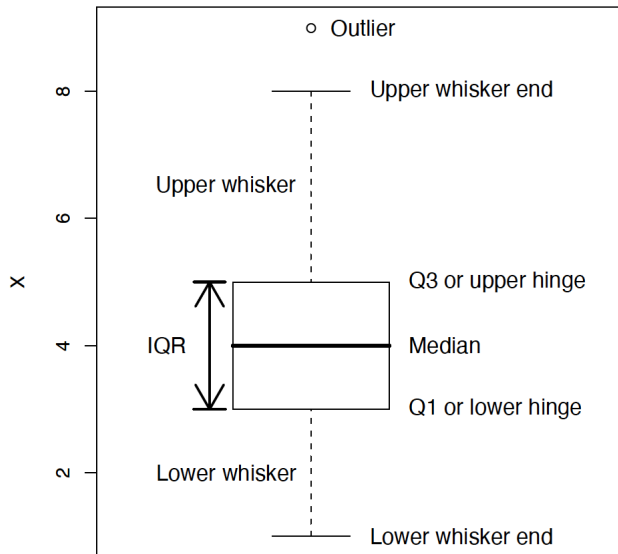 Outlier
8
Upper whisker end
Upper whisker
6
X
Q3 or upper hinge
IQR
4
Median
Q1 or lower hinge
2
Lower whisker
Lower whisker end